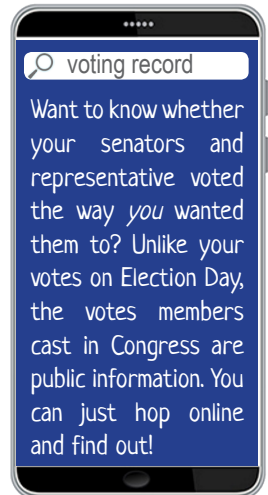 voting record
Want to know whether
your senators and
representative voted
the way you wanted
them to? Unlike your
votes on Election Day,
the votes members
cast in Congress are
public information. You
can just hop online
and find out!